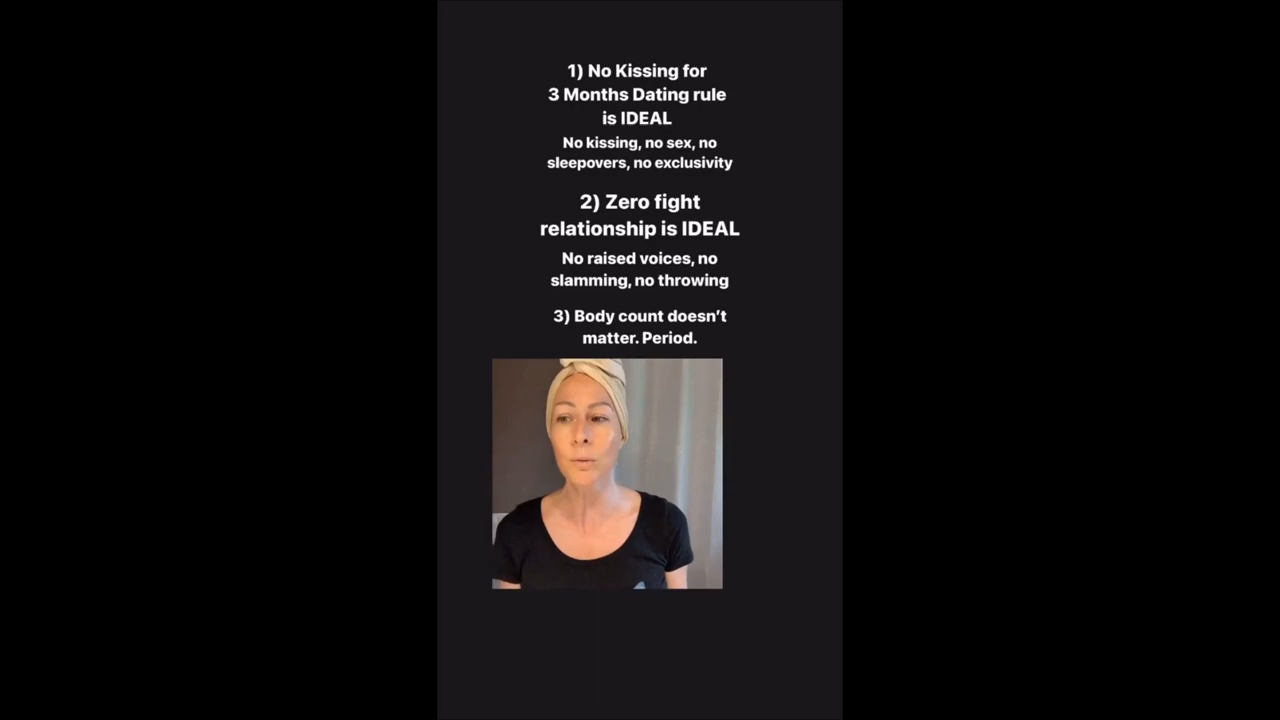 1) No Kissing for
3 Months Dating rule
is IDEAL
No kissing, no sex, no
sleepovers, no exclusivity
2) Zero fight
relationship is IDEAL
No raised voices, no
slamming, no throwing
3) Body count doesn’t
matter. Period.